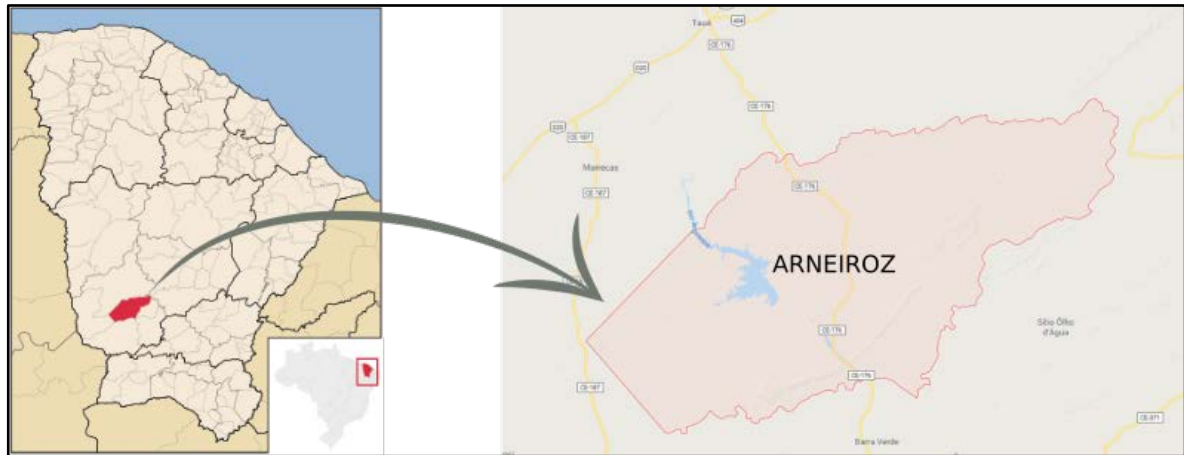 Tauá
404
CE-176
020
CE-176
020
CE-187
Marrecas
CE-176
CE-187
ARNEIROZ
CE-176
Sítio Ôlho
d'Água
CE-176
CE-187
CE-371
Barra Verde